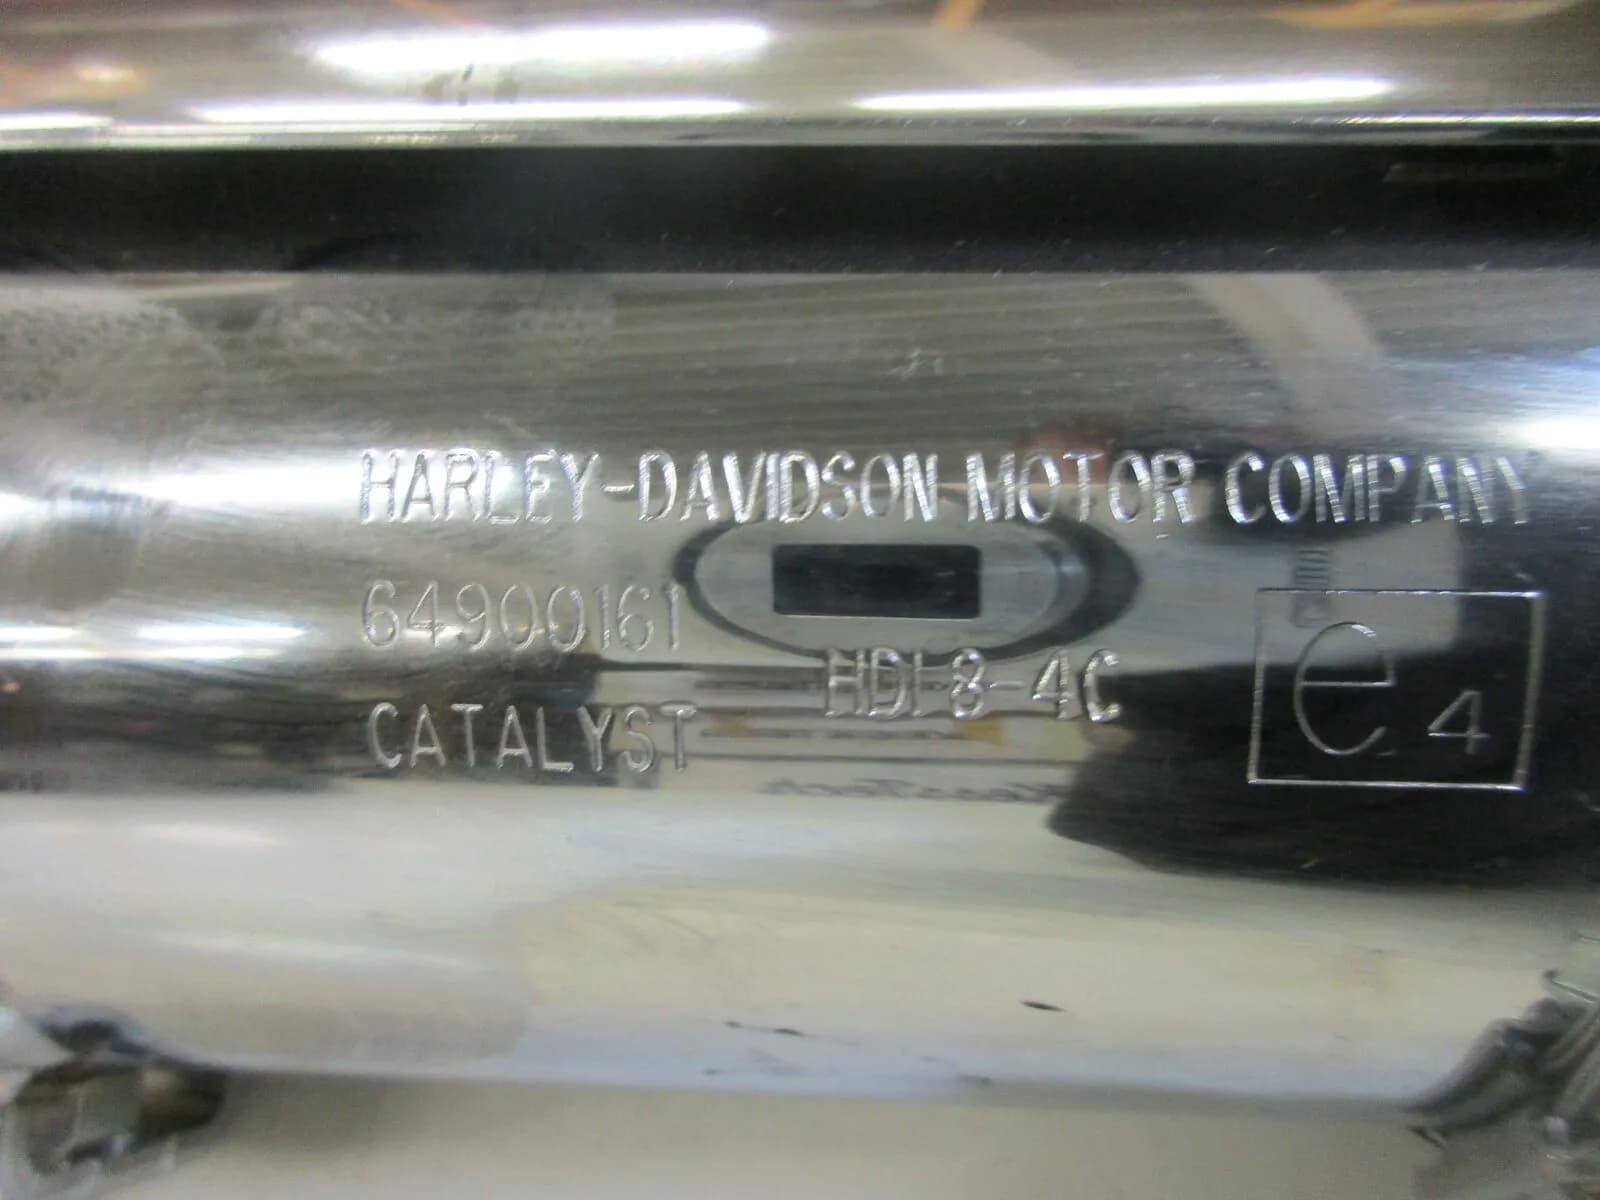 HARLEY-DAVIDSON MOTOR COMPANY
64900161
HDI 8-4C
CATALYST
e4